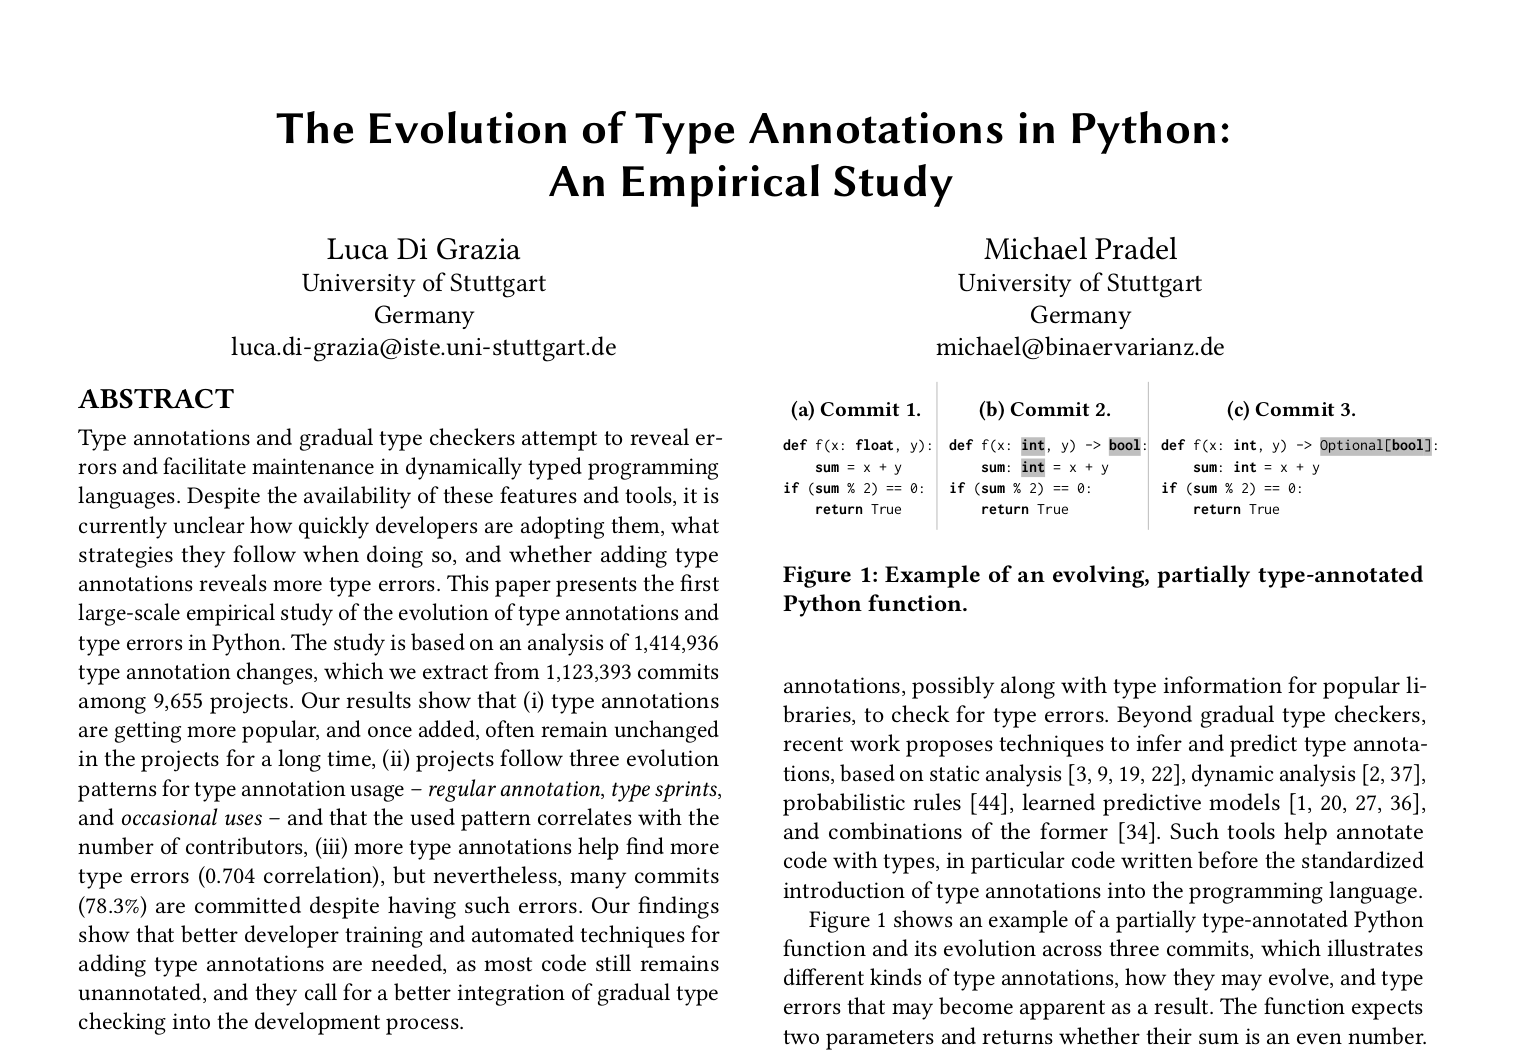 The Evolution of Type Annotations in Python:
An Empirical Study
Luca Di Grazia
University of Stuttgart
Germany
luca.di-grazia@iste.uni-stuttgart.de
Michael Pradel
University of Stuttgart
Germany
michael@binaervarianz.de
ABSTRACT
Type annotations and gradual type checkers attempt to reveal er-
rors and facilitate maintenance in dynamically typed programming
languages. Despite the availability of these features and tools, it is
currently unclear how quickly developers are adopting them, what
strategies they follow when doing so, and whether adding type
annotations reveals more type errors. This paper presents the first
large-scale empirical study of the evolution of type annotations and
type errors in Python. The study is based on an analysis of 1,414,936
type annotation changes, which we extract from 1,123,393 commits
among 9,655 projects. Our results show that (i) type annotations
are getting more popular, and once added, often remain unchanged
in the projects for a long time, (ii) projects follow three evolution
patterns for type annotation usage – regular annotation, type sprints,
and occasional uses – and that the used pattern correlates with the
number of contributors, (iii) more type annotations help find more
type errors (0.704 correlation), but nevertheless, many commits
(78.3%) are committed despite having such errors. Our findings
show that better developer training and automated techniques for
adding type annotations are needed, as most code still remains
unannotated, and they call for a better integration of gradual type
checking into the development process.
(a) Commit 1.
def f(x: float, y):
    sum = x + y
if (sum % 2) == 0:
    return True
(b) Commit 2.
def f(x: int, y) -> bool:
    sum: int = x + y
if (sum % 2) == 0:
    return True
(c) Commit 3.
def f(x: int, y) -> Optional[bool]:
    sum: int = x + y
if (sum % 2) == 0:
    return True
Figure 1: Example of an evolving, partially type-annotated
Python function.
annotations, possibly along with type information for popular li-
braries, to check for type errors. Beyond gradual type checkers,
recent work proposes techniques to infer and predict type annota-
tions, based on static analysis [3, 9, 19, 22], dynamic analysis [2, 37],
probabilistic rules [44], learned predictive models [1, 20, 27, 36],
and combinations of the former [34]. Such tools help annotate
code with types, in particular code written before the standardized
introduction of type annotations into the programming language.
Figure 1 shows an example of a partially type-annotated Python
function and its evolution across three commits, which illustrates
different kinds of type annotations, how they may evolve, and type
errors that may become apparent as a result. The function expects
two parameters and returns whether their sum is an even number.